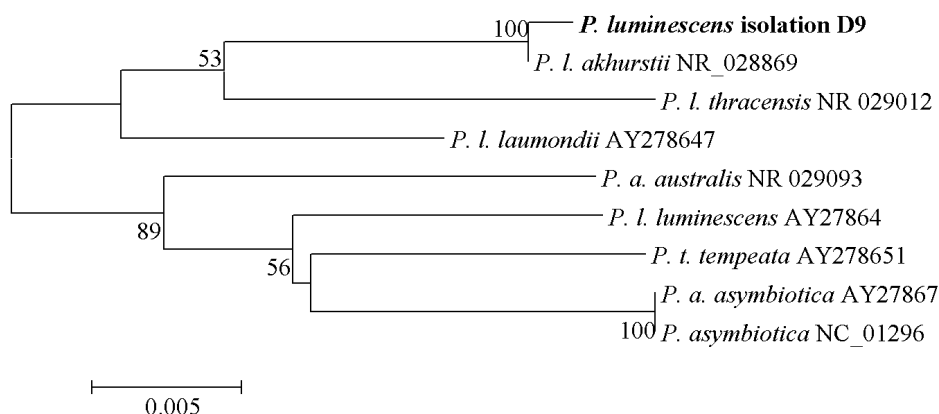 100 P. luminescens isolation D9
53 P. l. akhurstii NR_028869
P. l. thracensis NR 029012
P. l. laumondii AY278647
P. a. australis NR 029093
89 P. l. luminescens AY27864
56 P. t. tempeata AY278651
P. a. asymbiotica AY27867
100 P. asymbiotica NC_01296
0.005